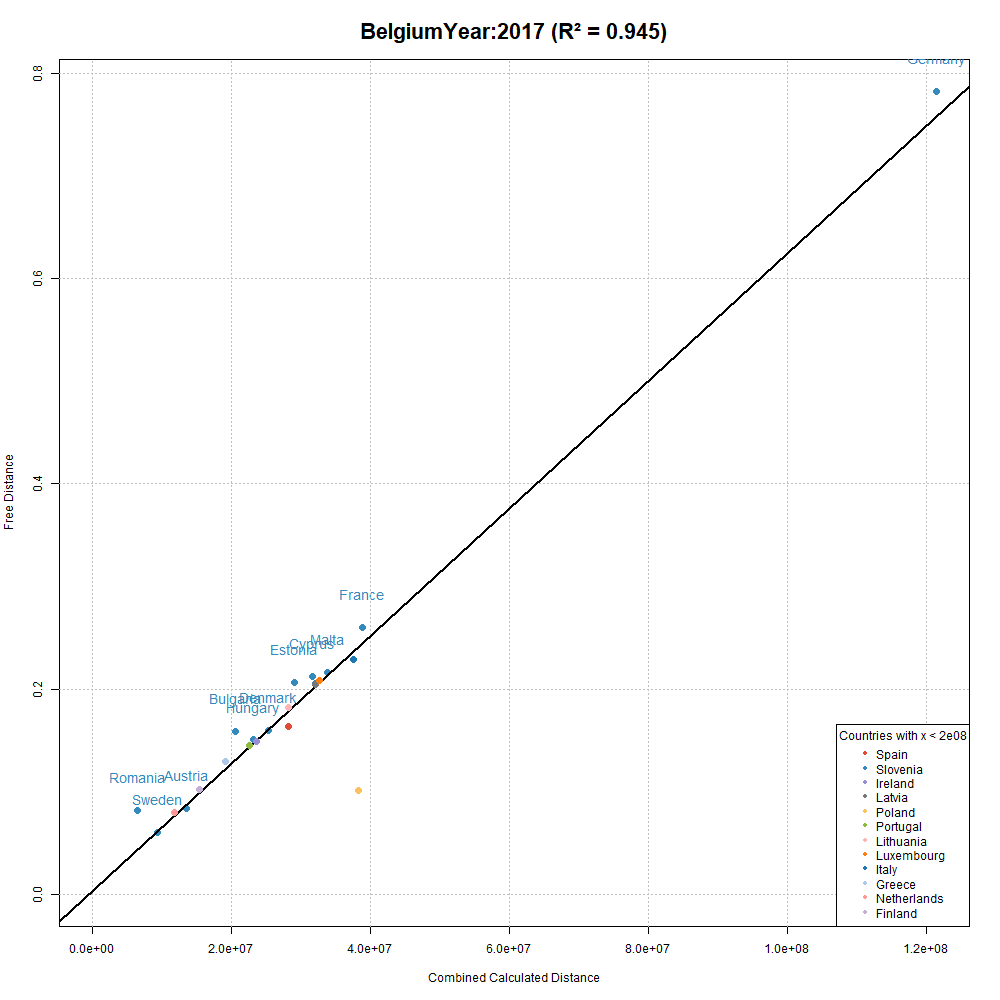 BelgiumYear:2017 (R² = 0.945)
Germany
0.8
0.6
Free Distance
0.4
France
Malta
Cyprus
Estonia
0.2
Denmark
Bulgaria
Hungary
Romania
Austria
Sweden
0.0
Countries with x < 2e08
Spain
Slovenia
Ireland
Latvia
Poland
Portugal
Lithuania
Luxembourg
Italy
Greece
Netherlands
Finland
0.0e+00 2.0e+07 4.0e+07 6.0e+07 8.0e+07 1.0e+08 1.2e+08
Combined Calculated Distance